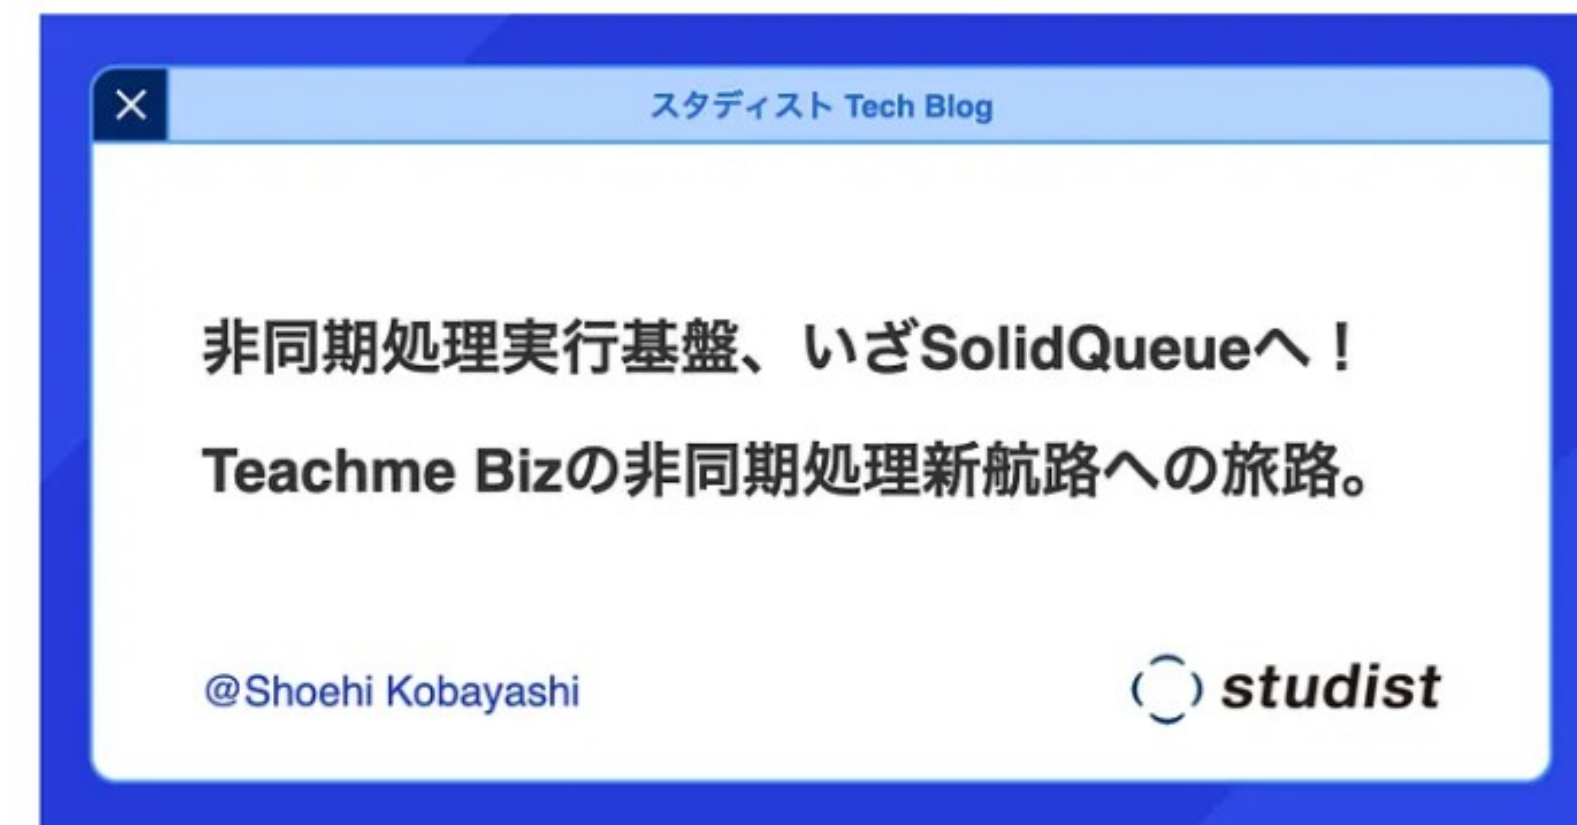 スタディスト Tech Blog
非同期処理実行基盤、いざSolidQueueへ！
Teachme Bizの非同期処理新航路への旅路。
@Shoehi Kobayashi
studist